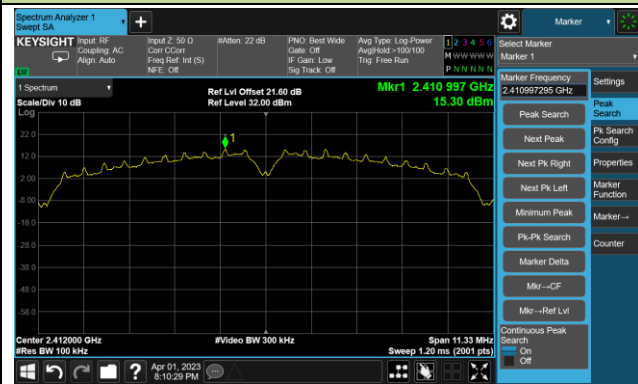 Spectrum Analyzer 1
Swept SA
Marker
KEYSIGHT
Input: RF
Coupling: AC
Align: Auto
Input Z: 50 Ω
Corr CCorr
Freq Ref: Int (S)
NFE: Off
#Atten: 22 dB
PNO: Best Wide
Gate: Off
IF Gain: Low
Sig Track: Off
Avg Type: Log-Power
Avg|Hold:>100/100
Trig: Free Run
1 2 3 4 5 6
M W W W W W
P N N N N N
LXI
Select Marker
Marker 1
1 Spectrum
Scale/Div 10 dB
Log
Ref Lvl Offset 21.60 dB
Ref Level 32.00 dBm
Mkr1 2.410 997 GHz
15.30 dBm
1
22.0
12.0
2.00
-8.00
-18.0
-28.0
-38.0
-48.0
-58.0
Center 2.412000 GHz
#Res BW 100 kHz
#Video BW 300 kHz
Span 11.33 MHz
Sweep 1.20 ms (2001 pts)
Marker Frequency
2.410997295 GHz
Peak Search
Next Peak
Next Pk Right
Next Pk Left
Minimum Peak
Pk-Pk Search
Marker Delta
Mkr→CF
Mkr→Ref Lvl
Continuous Peak
Search
On
Off
Settings
Peak
Search
Pk Search
Config
Properties
Marker
Function
Marker→
Counter
Apr 01, 2023
8:10:29 PM